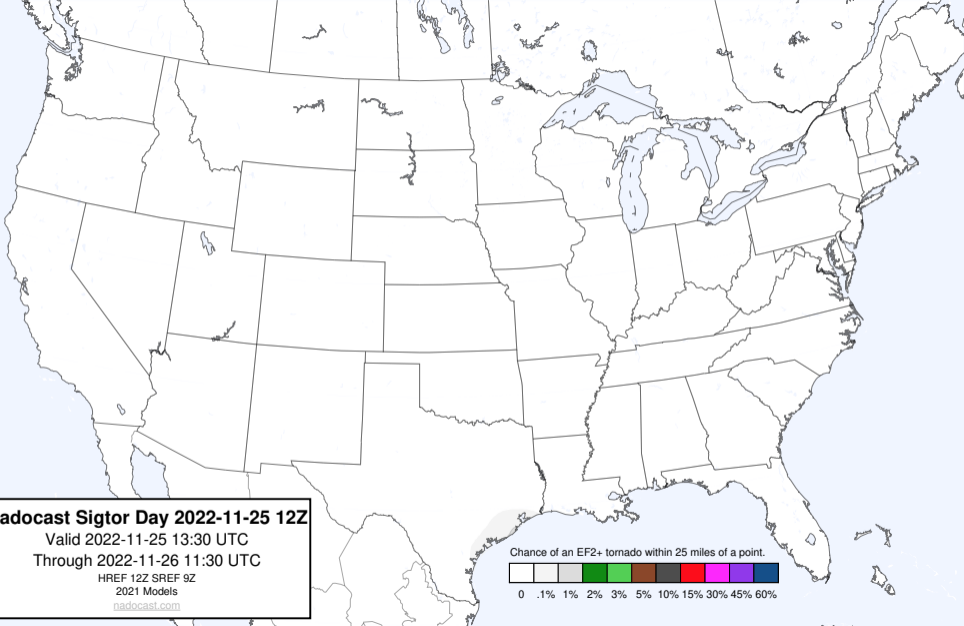 adocast Sigtor Day 2022-11-25 12Z
Valid 2022-11-25 13:30 UTC
Through 2022-11-26 11:30 UTC
HREF 12Z SREF 9Z
2021 Models
nadocast.com
Chance of an EF2+ tornado within 25 miles of a point.
0 .1% 1% 2% 3% 5% 10% 15% 30% 45% 60%